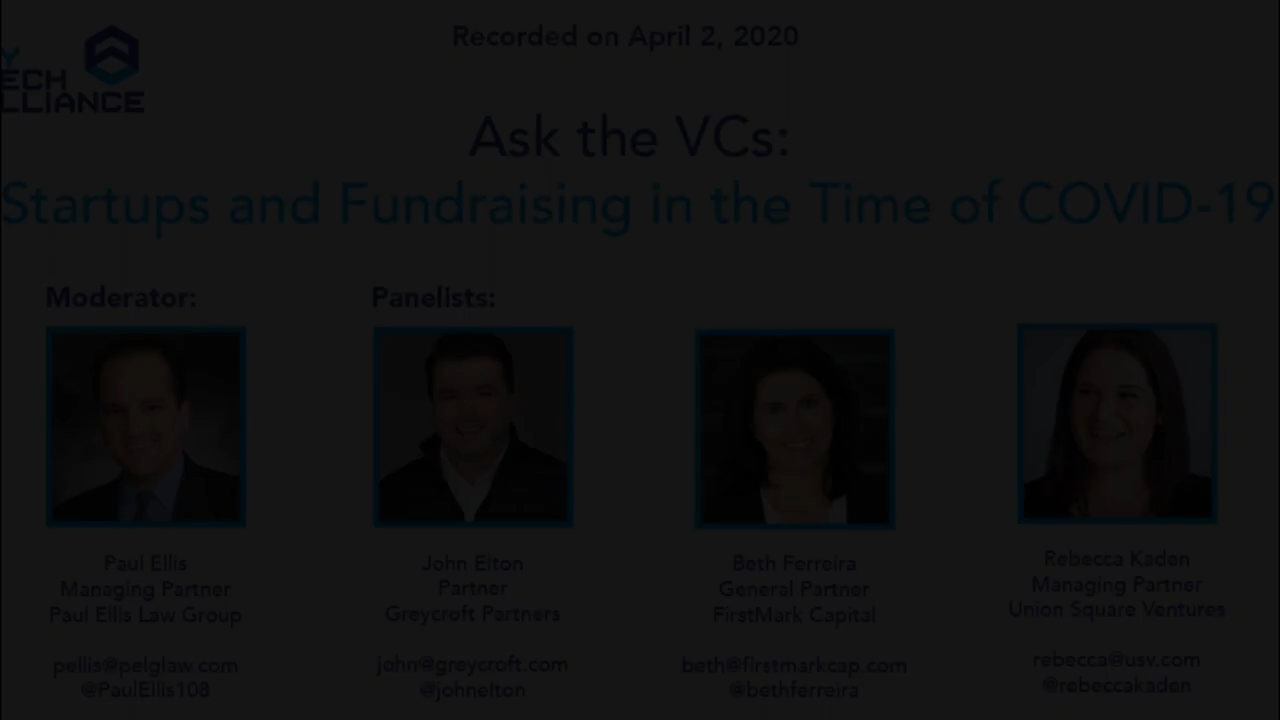 Recorded on April 2, 2020
Y
ECH
LLIANCE
Ask the VCs:
Startups and Fundraising in the Time of COVID-19
Moderator:
Panelists:
Paul Ellis
Managing Partner
Paul Ellis Law Group
pellis@pelglaw.com
@PaulEllis108
John Elton
Partner
Greycroft Partners
john@greycroft.com
@johnelton
Beth Ferreira
General Partner
FirstMark Capital
beth@firstmarkcap.com
@bethferreira
Rebecca Kaden
Managing Partner
Union Square Ventures
rebecca@usv.com
@rebeccakaden